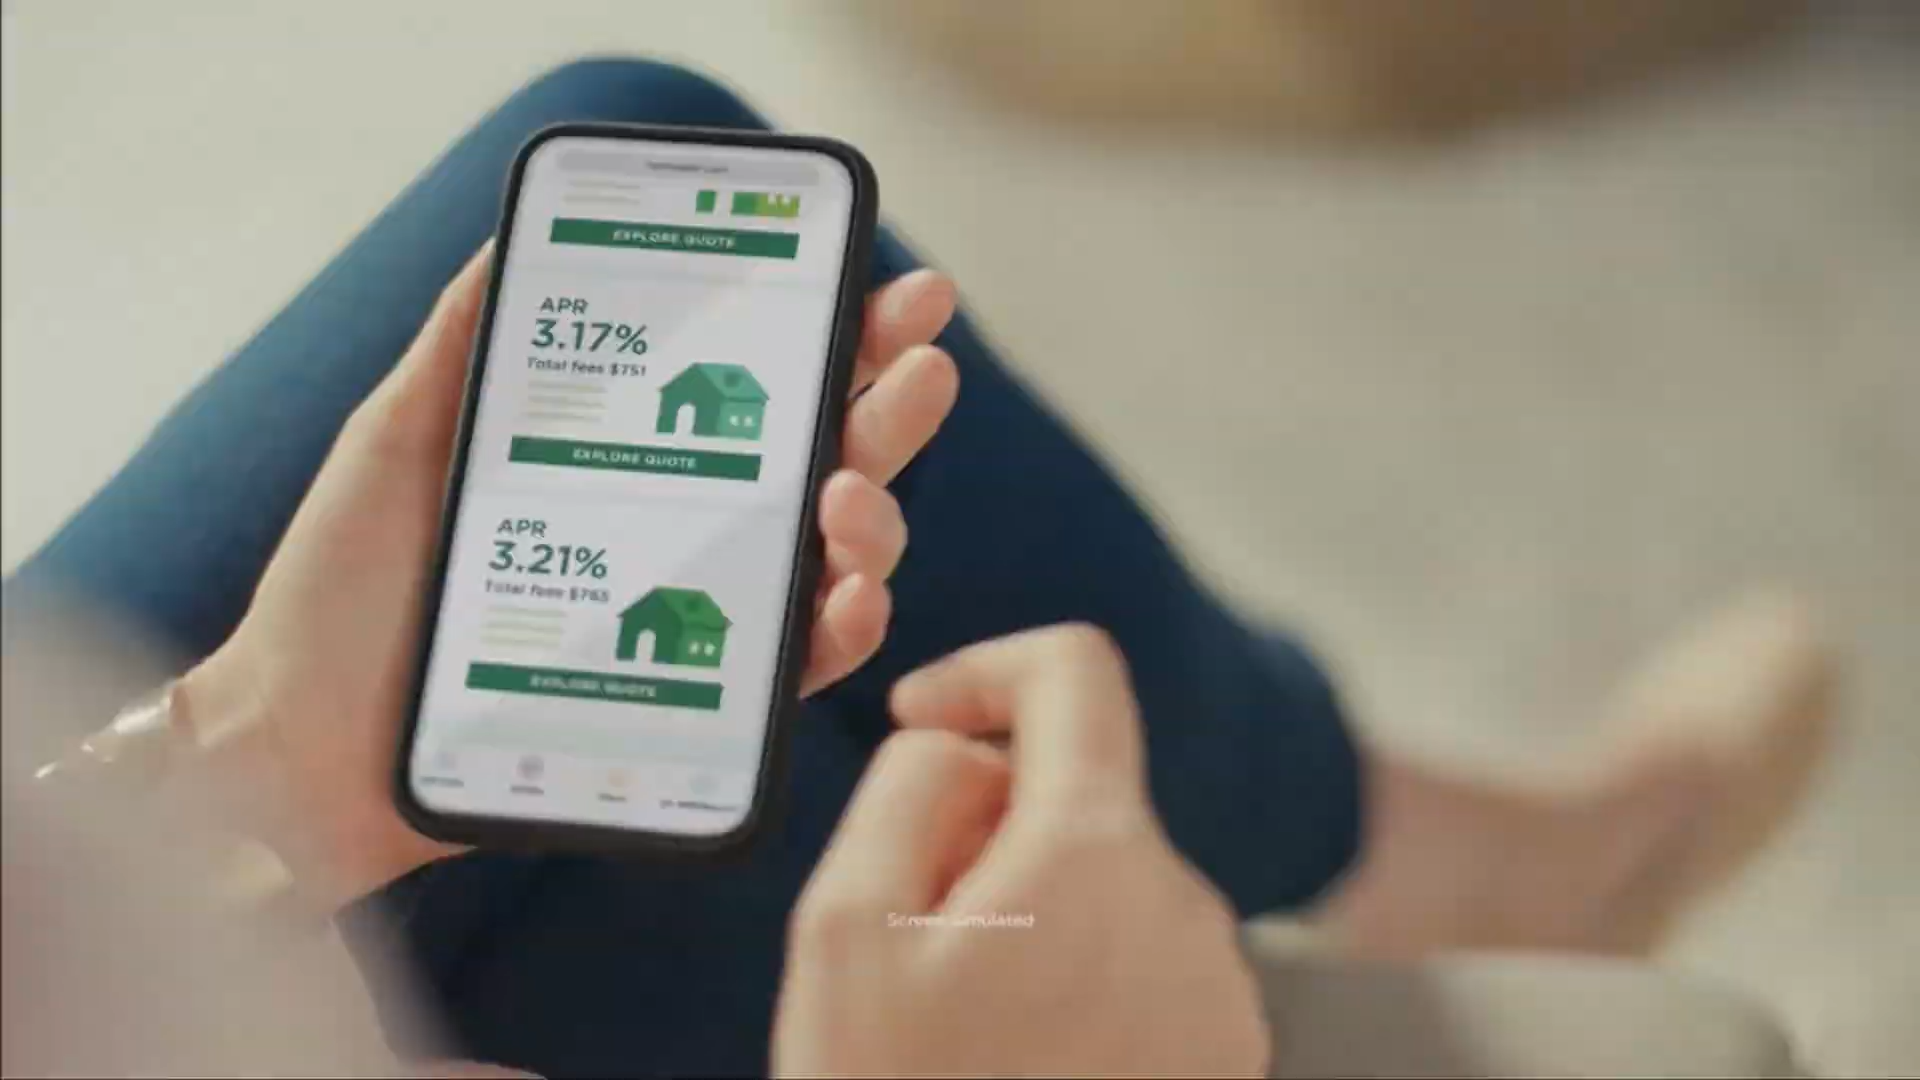 EXPLORE QUOTE
APR
3.17%
Total fees $751
EXPLORE QUOTE
APR
3.21%
Total fees $763
EXPLORE QUOTE
Screen simulated